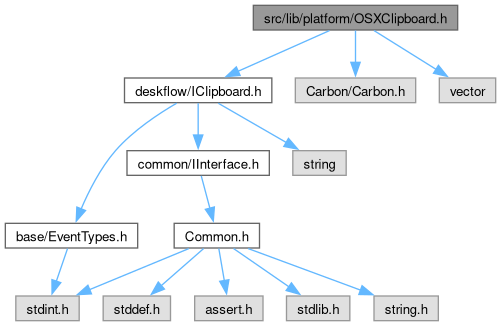 src/lib/platform/OSXClipboard.h
deskflow/IClipboard.h
Carbon/Carbon.h
vector
common/IInterface.h
string
base/EventTypes.h
Common.h
stdint.h
stddef.h
assert.h
stdlib.h
string.h